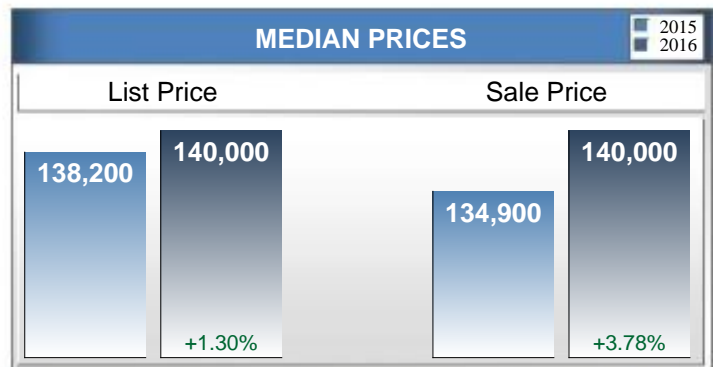 MEDIAN PRICES
2015
2016
List Price
Sale Price
138,200
140,000
+1.30%
134,900
140,000
+3.78%